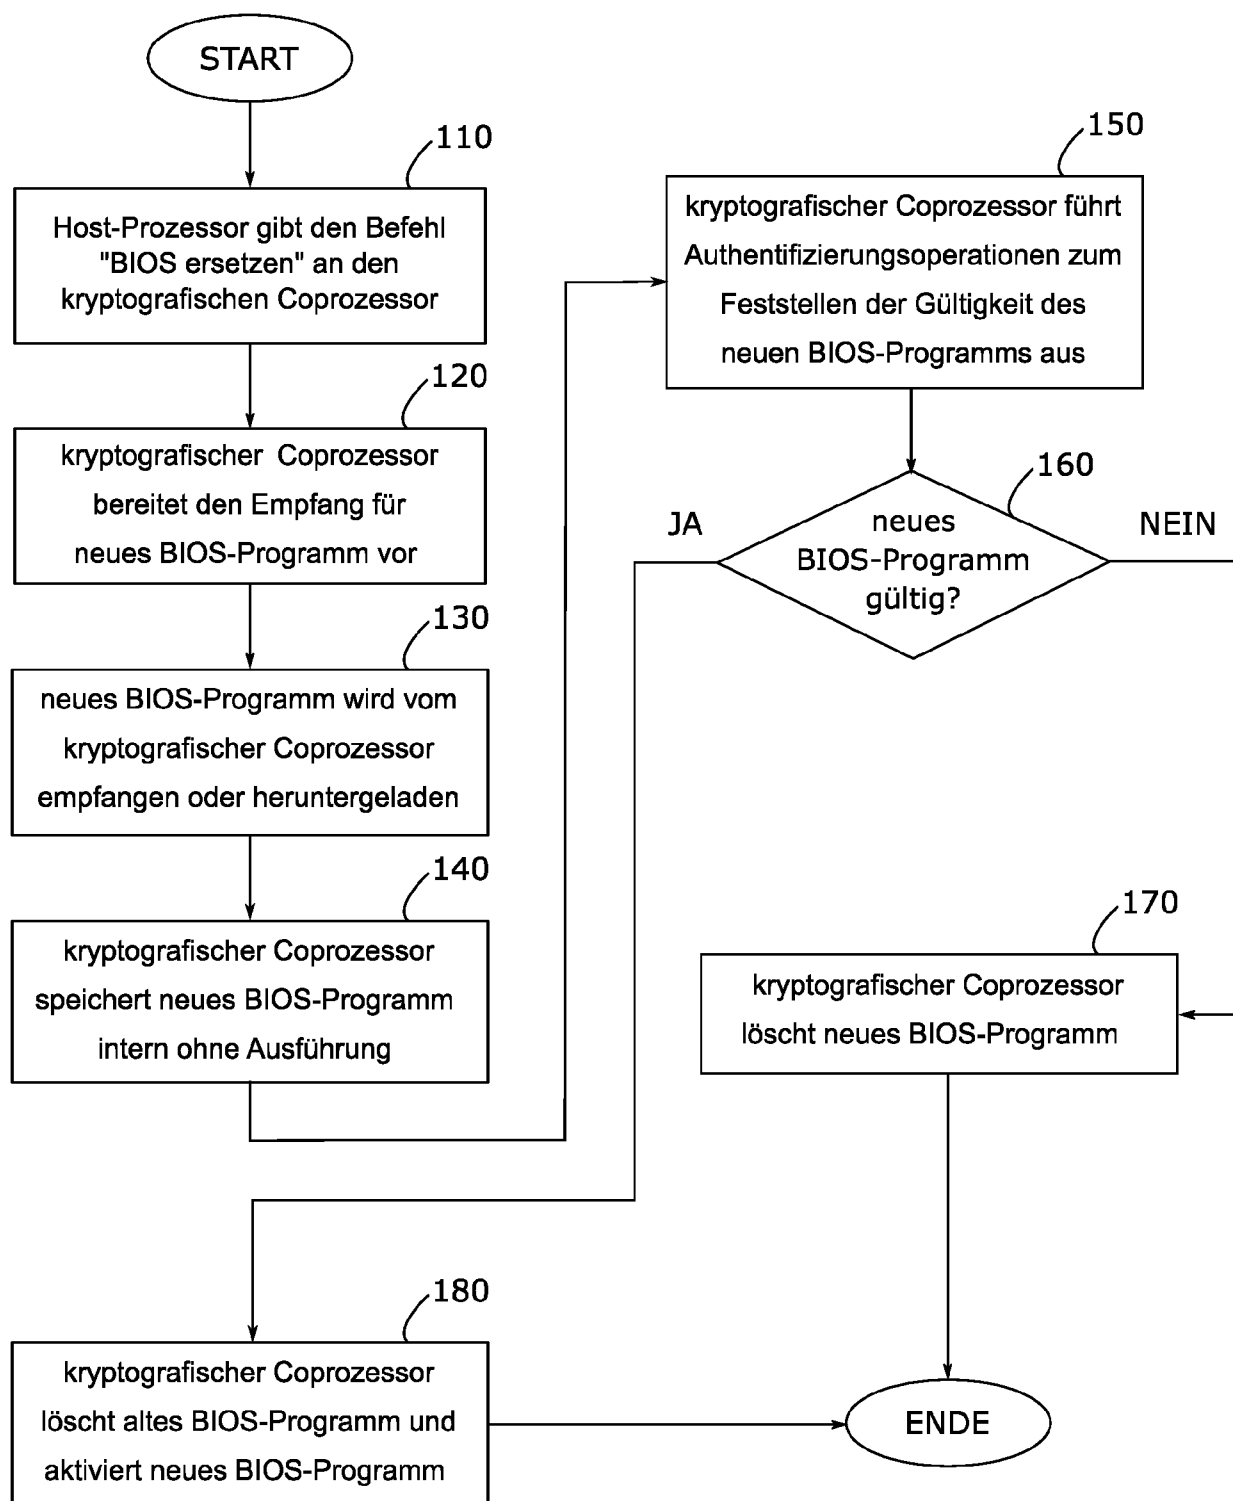 START
110
Host-Prozessor gibt den Befehl
"BIOS ersetzen" an den
kryptografischen Coprozessor
120
kryptografischer Coprozessor
bereitet den Empfang für
neues BIOS-Programm vor
130
neues BIOS-Programm wird vom
kryptografischer Coprozessor
empfangen oder heruntergeladen
140
kryptografischer Coprozessor
speichert neues BIOS-Programm
intern ohne Ausführung
150
kryptografischer Coprozessor führt
Authentifizierungsoperationen zum
Feststellen der Gültigkeit des
neuen BIOS-Programms aus
160
JA
NEIN
neues
BIOS-Programm
gültig?
170
kryptografischer Coprozessor
löscht neues BIOS-Programm
180
kryptografischer Coprozessor
löscht altes BIOS-Programm und
aktiviert neues BIOS-Programm
ENDE